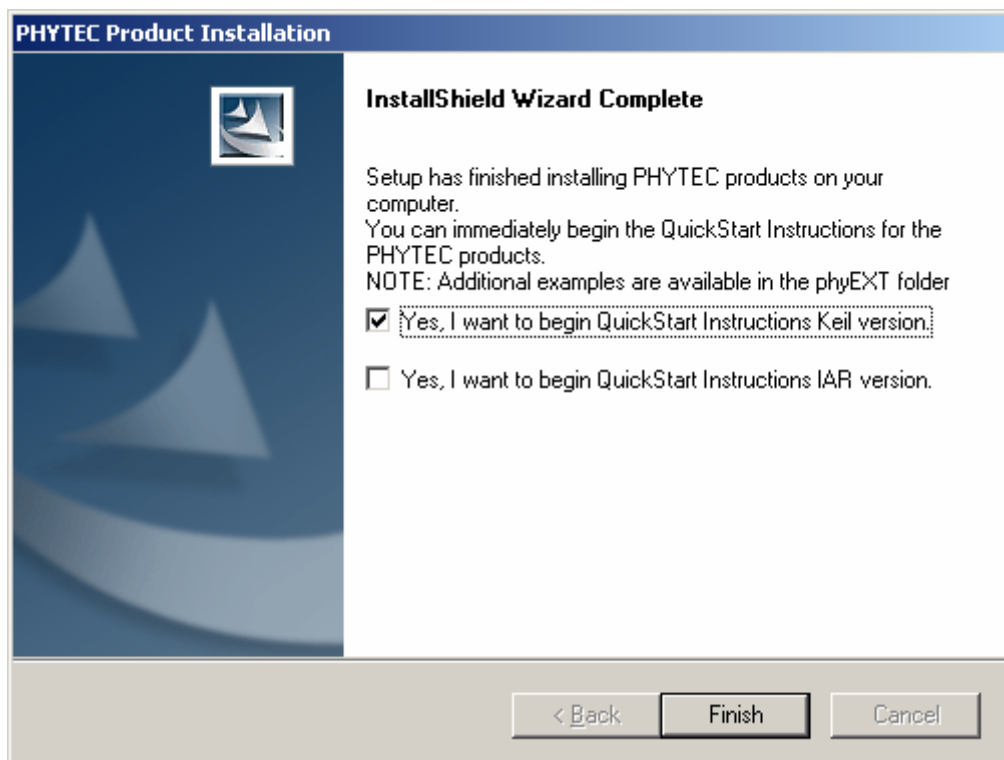 PHYTEC Product Installation
InstallShield Wizard Complete
Setup has finished installing PHYTEC products on your
computer.
You can immediately begin the QuickStart Instructions for the
PHYTEC products.
NOTE: Additional examples are available in the phyEXT folder
Yes, I want to begin QuickStart Instructions Keil version.
Yes, I want to begin QuickStart Instructions IAR version.
< Back
Finish
Cancel